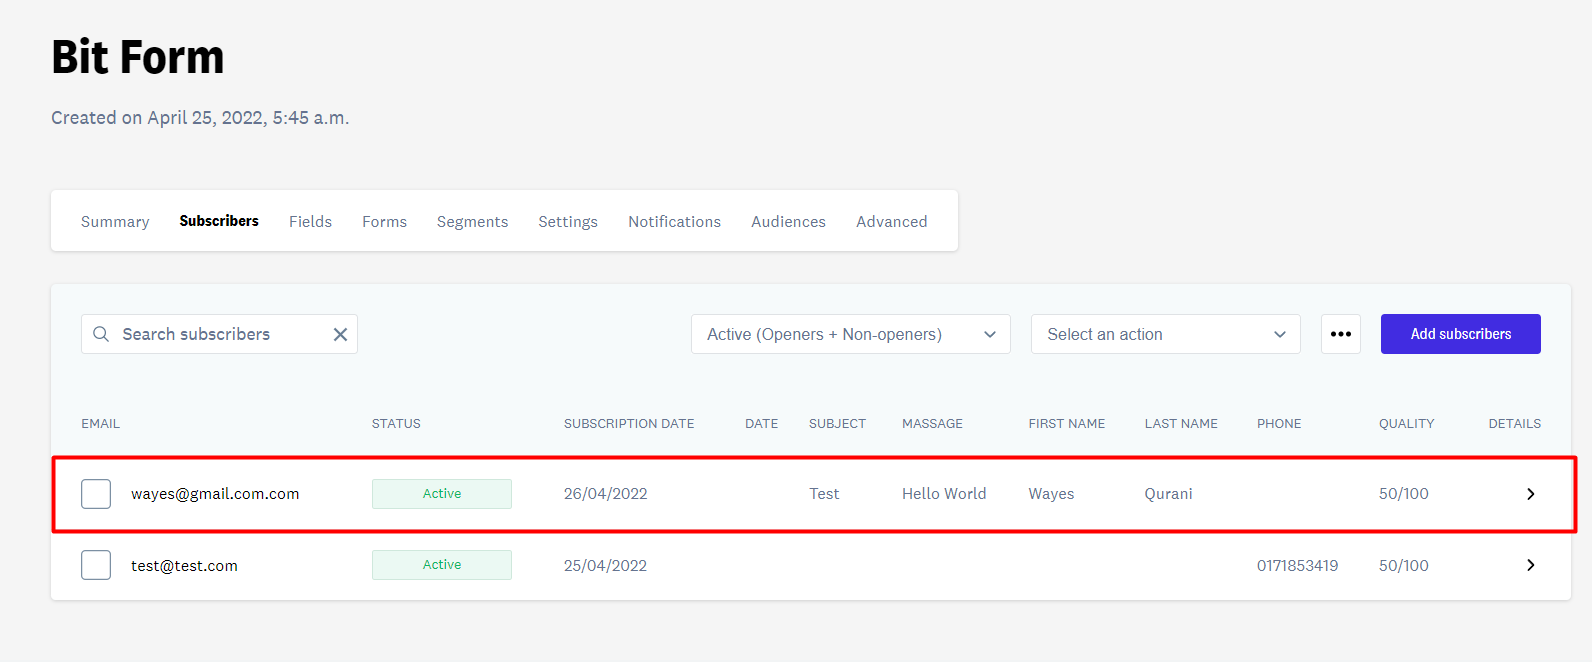 Bit Form
Created on April 25, 2022, 5:45 a.m.
Summary Subscribers Fields Forms Segments Settings Notifications Audiences Advanced
Search subscribers Active (Openers + Non-openers) Select an action Add subscribers
EMAIL STATUS SUBSCRIPTION DATE DATE SUBJECT MASSAGE FIRST NAME LAST NAME PHONE QUALITY DETAILS
wayes@gmail.com.com Active 26/04/2022 Test Hello World Wayes Qurani 50/100
test@test.com Active 25/04/2022 0171853419 50/100